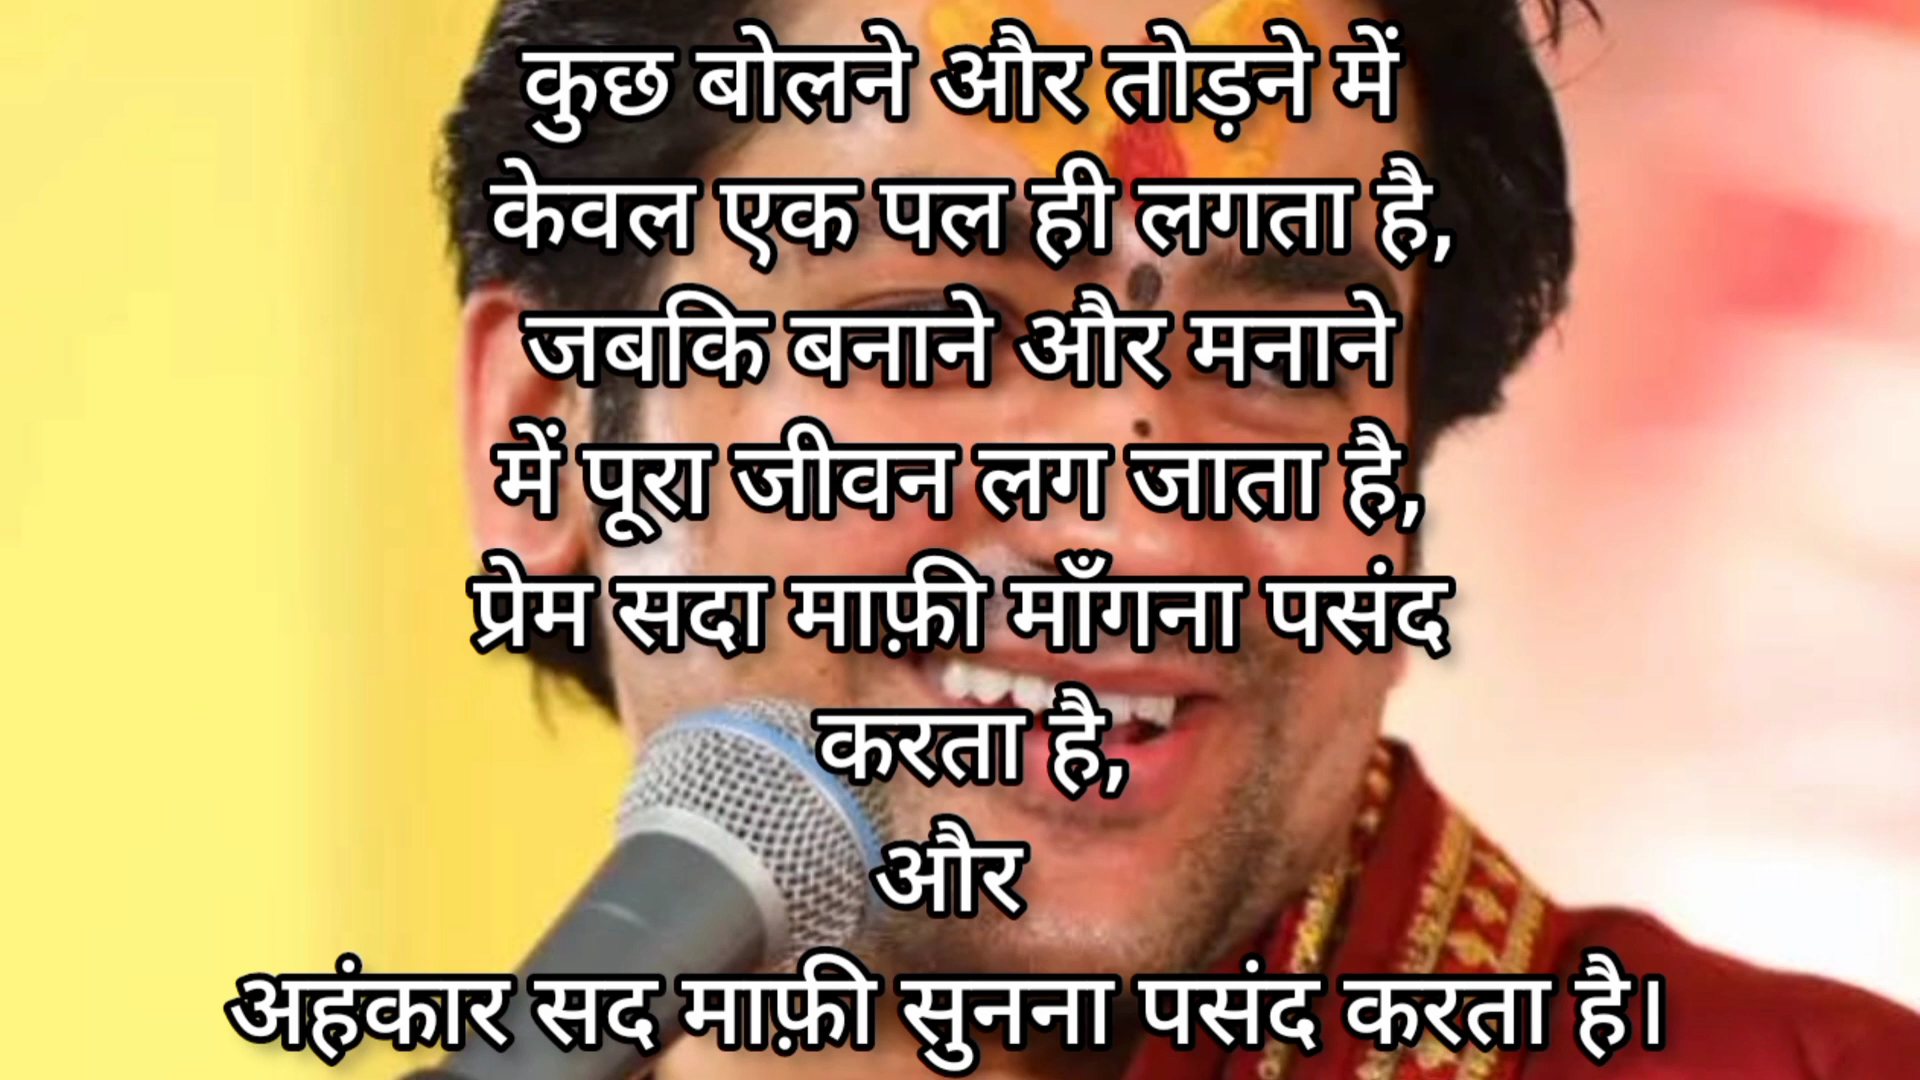 कुछ बोलने और तोड़ने में
केवल एक पल ही लगता है,
जबकि बनाने और मनाने
में पूरा जीवन लग जाता है,
प्रेम सदा माफ़ी माँगना पसंद
करता है,
और
अहंकार सद माफ़ी सुनना पसंद करता है।